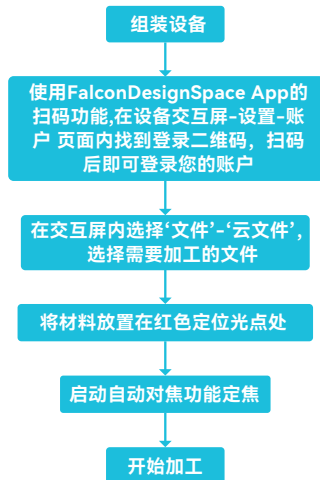 组装设备
使用FalconDesignSpace App的
扫码功能,在设备交互屏-设置-账
户 页面内找到登录二维码，扫码
后即可登录您的账户
在交互屏内选择‘文件’-‘云文件’,
选择需要加工的文件
将材料放置在红色定位光点处
启动自动对焦功能定焦
开始加工